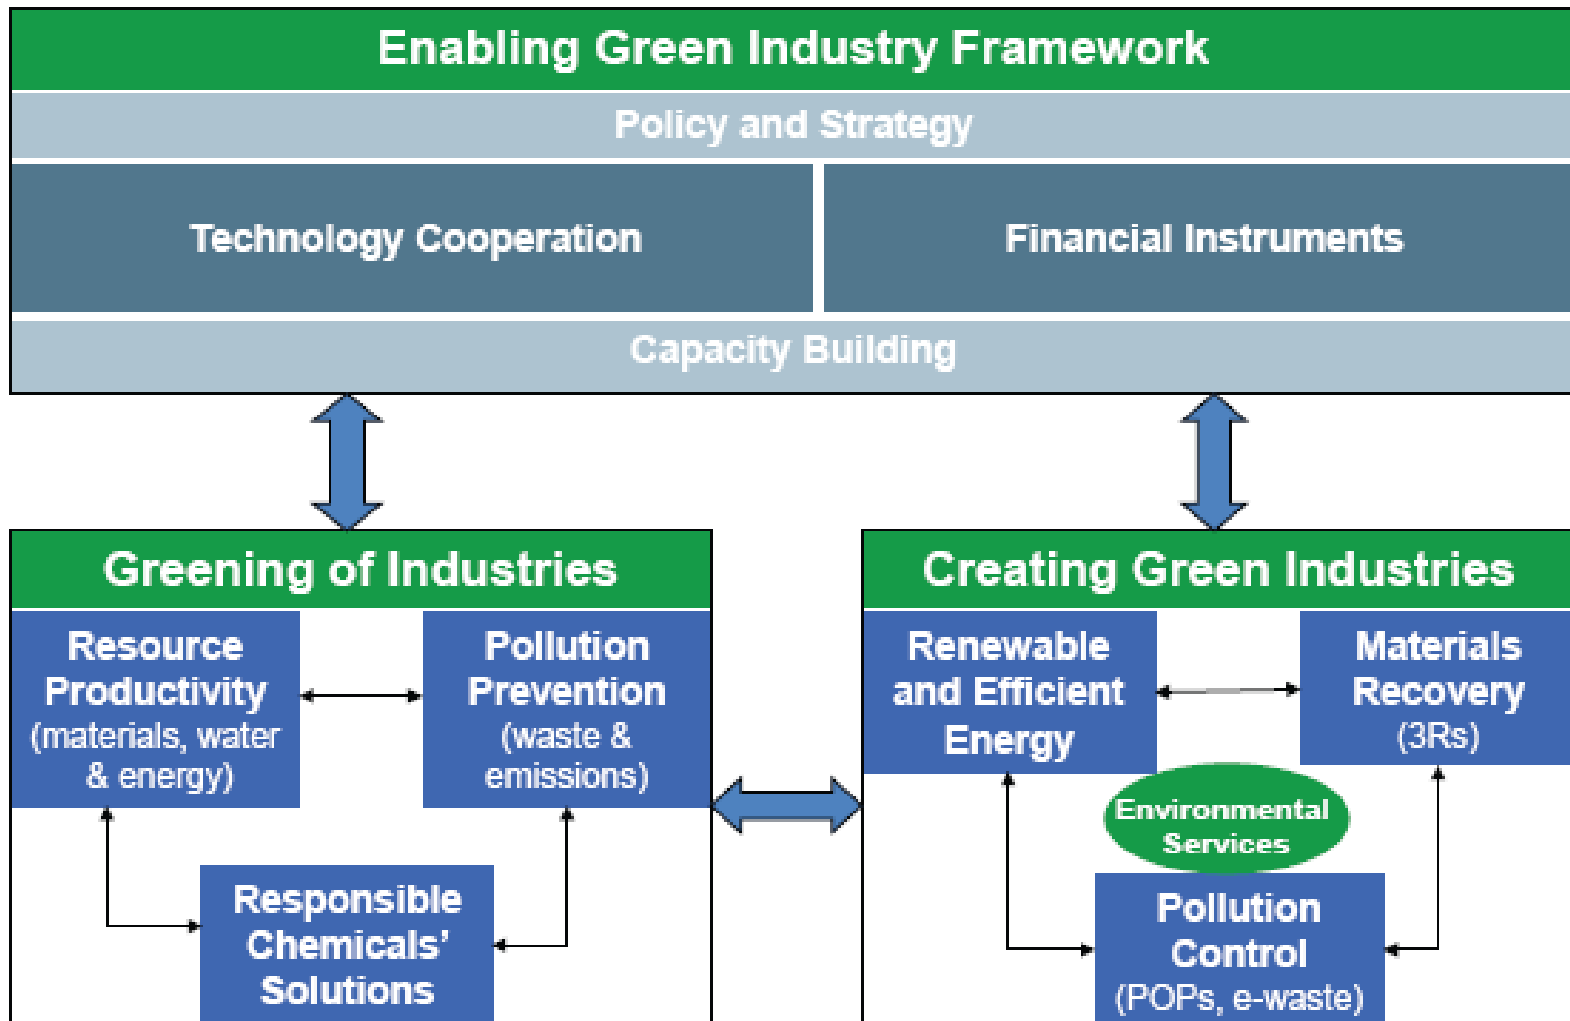 Enabling Green Industry Framework
Policy and Strategy
Technology Cooperation
Financial Instruments
Capacity Building
Greening of Industries
Resource
Productivity
(materials, water
& energy)
Pollution
Prevention
(waste &
emissions)
Responsible
Chemicals’
Solutions
Creating Green Industries
Renewable
and Efficient
Energy
Materials
Recovery
(3Rs)
Environmental
Services
Pollution
Control
(POPs, e-waste)